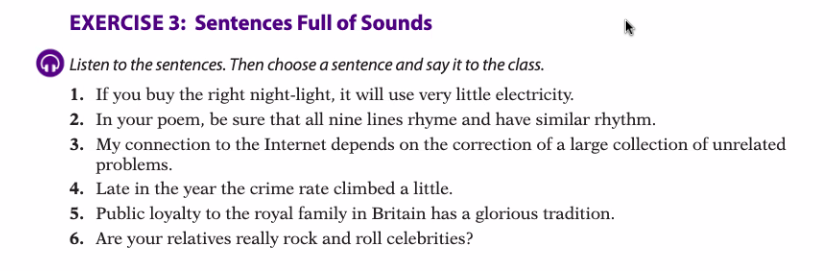 EXERCISE 3: Sentences Full of Sounds
Listen to the sentences. Then choose a sentence and say it to the class.
1. If you buy the right night-light, it will use very little electricity.
2. In your poem, be sure that all nine lines rhyme and have similar rhythm.
3. My connection to the Internet depends on the correction of a large collection of unrelated
problems.
4. Late in the year the crime rate climbed a little.
5. Public loyalty to the royal family in Britain has a glorious tradition.
6. Are your relatives really rock and roll celebrities?